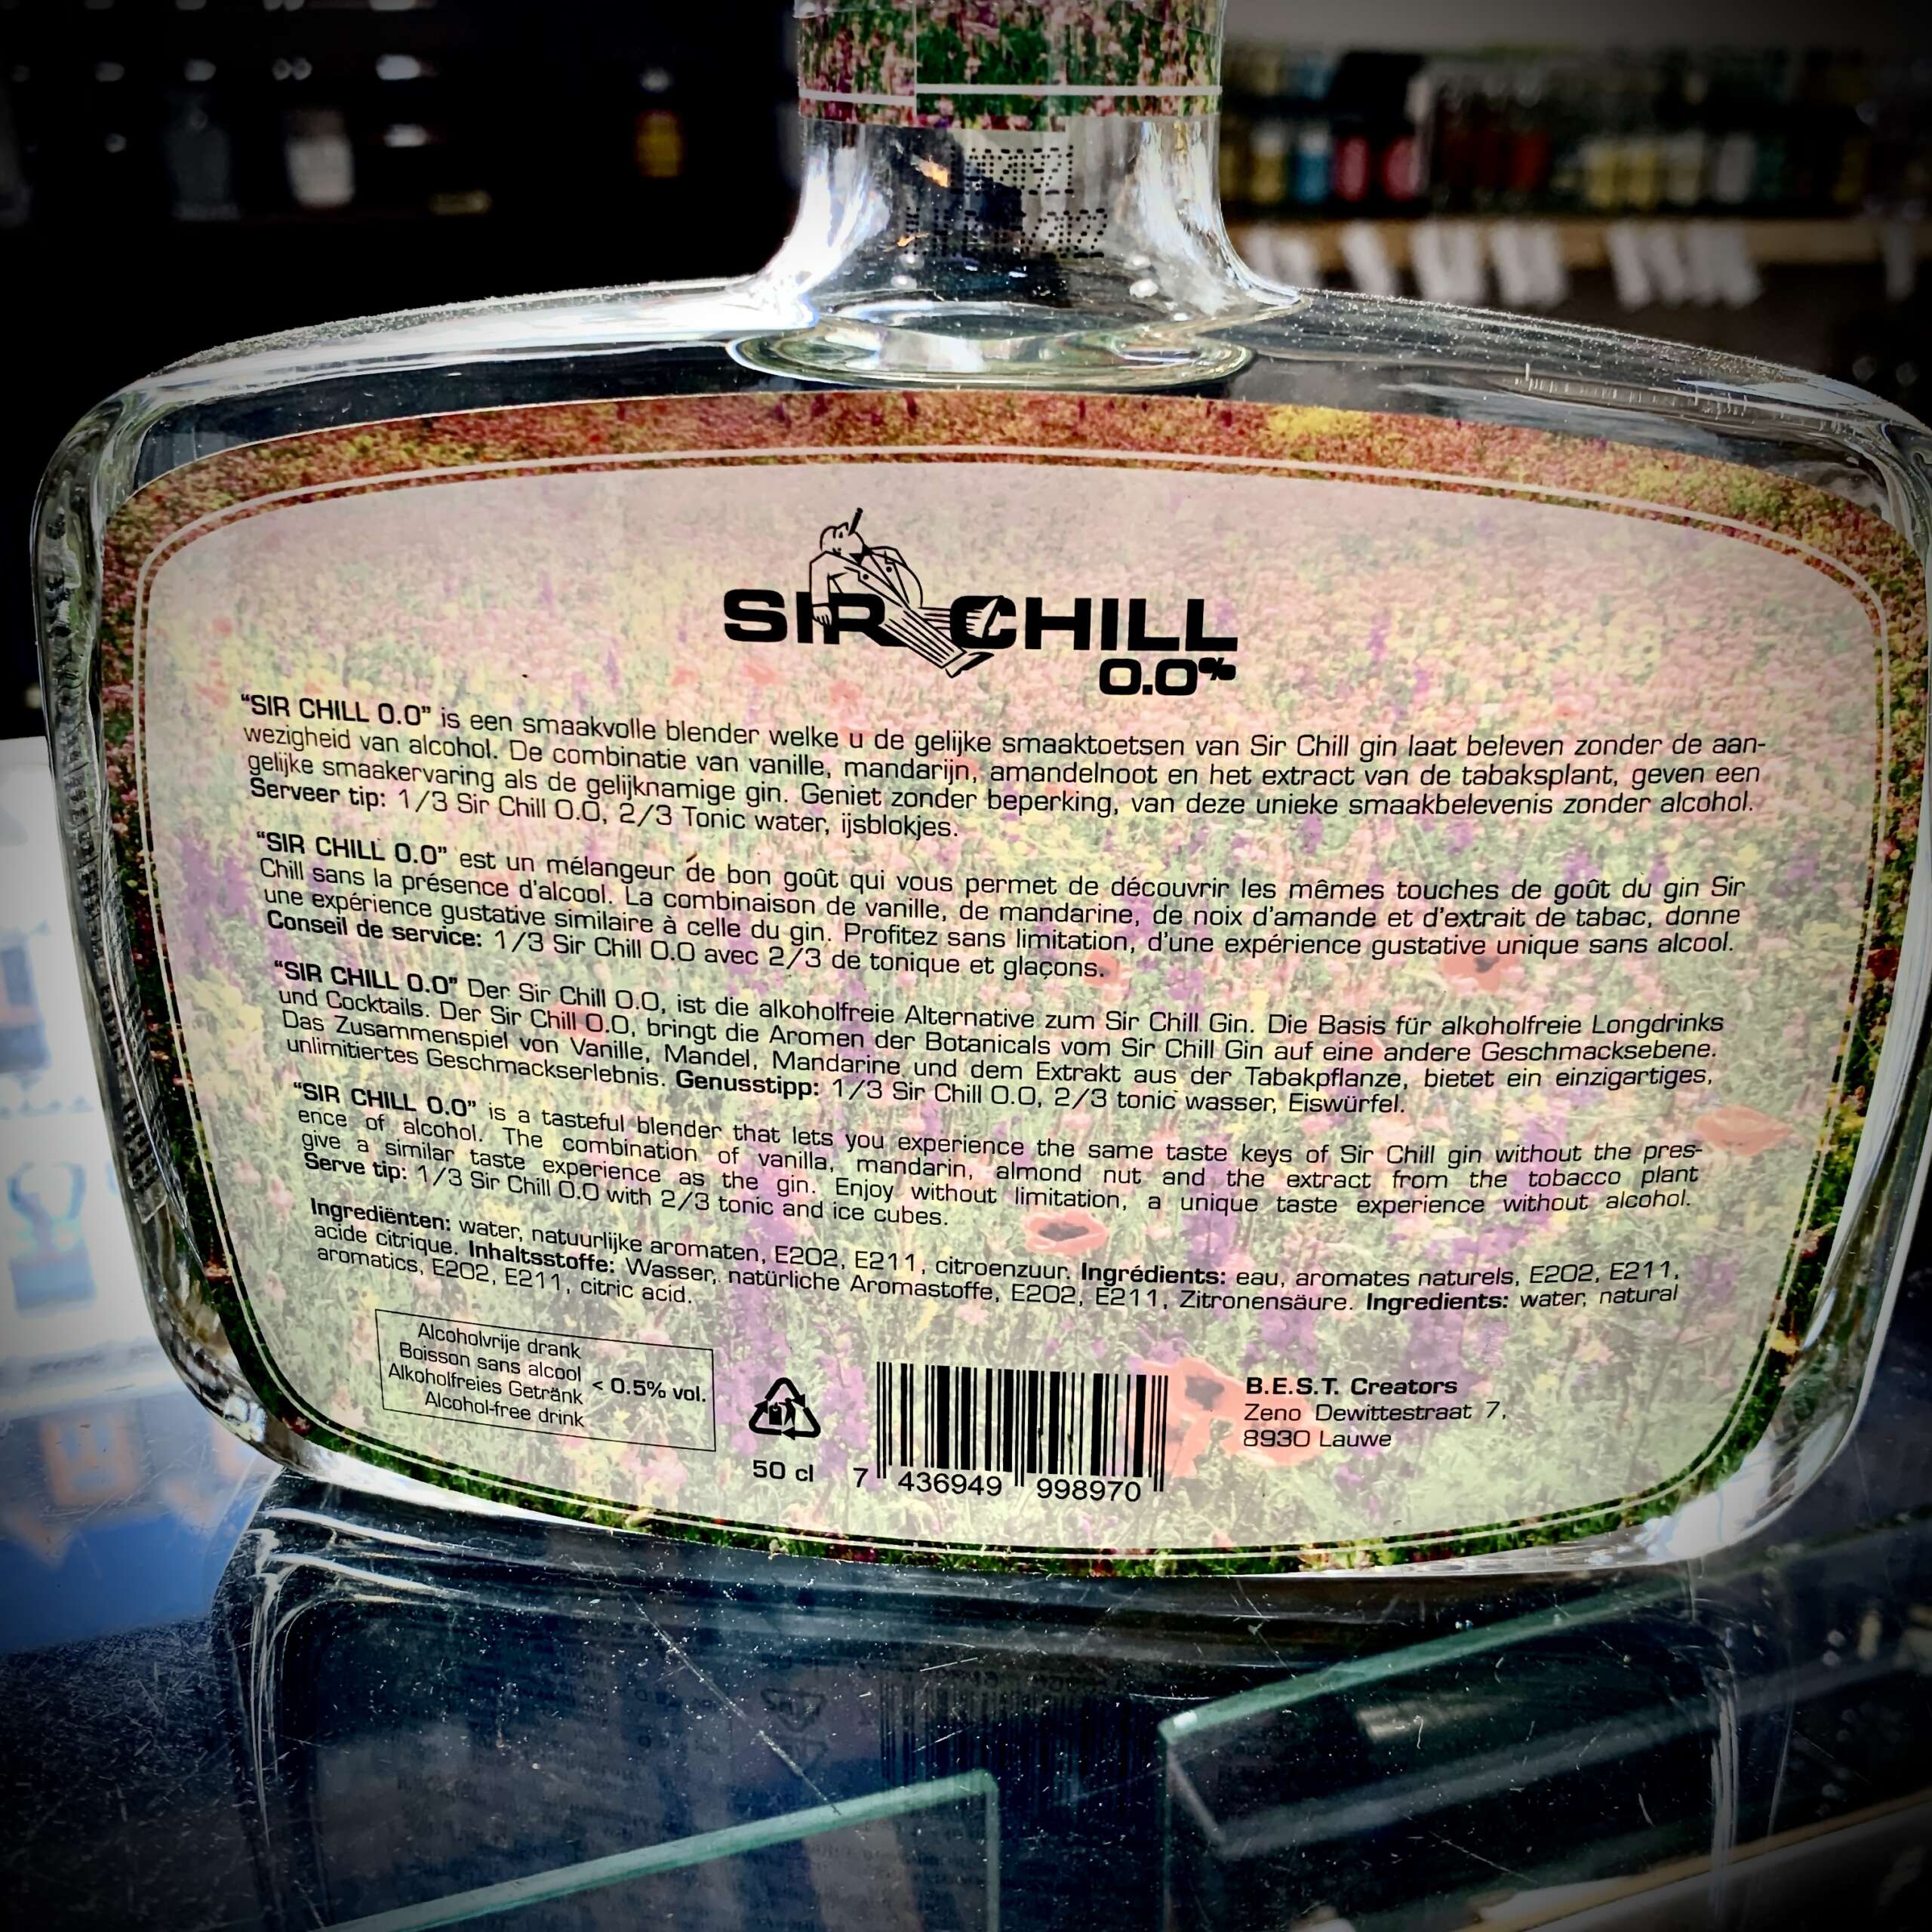 SIR CHILL
0.0%
“SIR CHILL 0.0” is een smaakvolle blender welke u de gelijke smaaktoetsen van Sir Chill gin laat beleven zonder de aan-
wezigheid van alcohol. De combinatie van vanille, mandarijn, amandelnoot en het extract van de tabaksplant, geven een
gelijke smaakervaring als de gelijknamige gin. Geniet zonder beperking, van deze unieke smaakbelevenis zonder alcohol.
Serveer tip: 1/3 Sir Chill 0.0, 2/3 Tonic water, ijsblokjes.
“SIR CHILL 0.0” est un mélangeur de bon goût qui vous permet de découvrir les mêmes touches de goût du gin Sir
Chill sans la présence d'alcool. La combinaison de vanille, de mandarine, de noix d'amande et d'extrait de tabac, donne
une expérience gustative similaire à celle du gin. Profitez sans limitation, d'une expérience gustative unique sans alcool.
Conseil de service: 1/3 Sir Chill 0.0 avec 2/3 de tonique et glaçons.
“SIR CHILL 0.0” Der Sir Chill 0.0, ist die alkoholfreie Alternative zum Sir Chill Gin. Die Basis für alkoholfreie Longdrinks
und Cocktails. Der Sir Chill 0.0, bringt die Aromen der Botanicals vom Sir Chill Gin auf eine andere Geschmacksebene.
Das Zusammenspiel von Vanille, Mandel, Mandarine und dem Extrakt aus der Tabakpflanze, bietet ein einzigartiges,
unlimitiertes Geschmackserlebnis. Genusstipp: 1/3 Sir Chill 0.0, 2/3 tonic wasser, Eiswürfel.
“SIR CHILL 0.0” is a tasteful blender that lets you experience the same taste keys of Sir Chill gin without the pres-
ence of alcohol. The combination of vanilla, mandarin, almond nut and the extract from the tobacco plant
give a similar taste experience as the gin. Enjoy without limitation, a unique taste experience without alcohol.
Serve tip: 1/3 Sir Chill 0.0 with 2/3 tonic and ice cubes.
Ingrediënten: water, natuurlijke aromaten, E202, E211, citroenzuur. Ingrédients: eau, aromates naturels, E202, E211,
acide citrique. Inhaltsstoffe: Wasser, natürliche Aromastoffe, E202, E211, Zitronensäure. Ingredients: water, natural
aromatics, E202, E211, citric acid.
Alcoholvrije drank
Boisson sans alcool
Alkoholfreies Getränk
Alcohol-free drink
< 0.5% vol.
50 cl
7 436949 998970
B.E.S.T. Creators
Zeno Dewittestraat 7,
8930 Lauwe